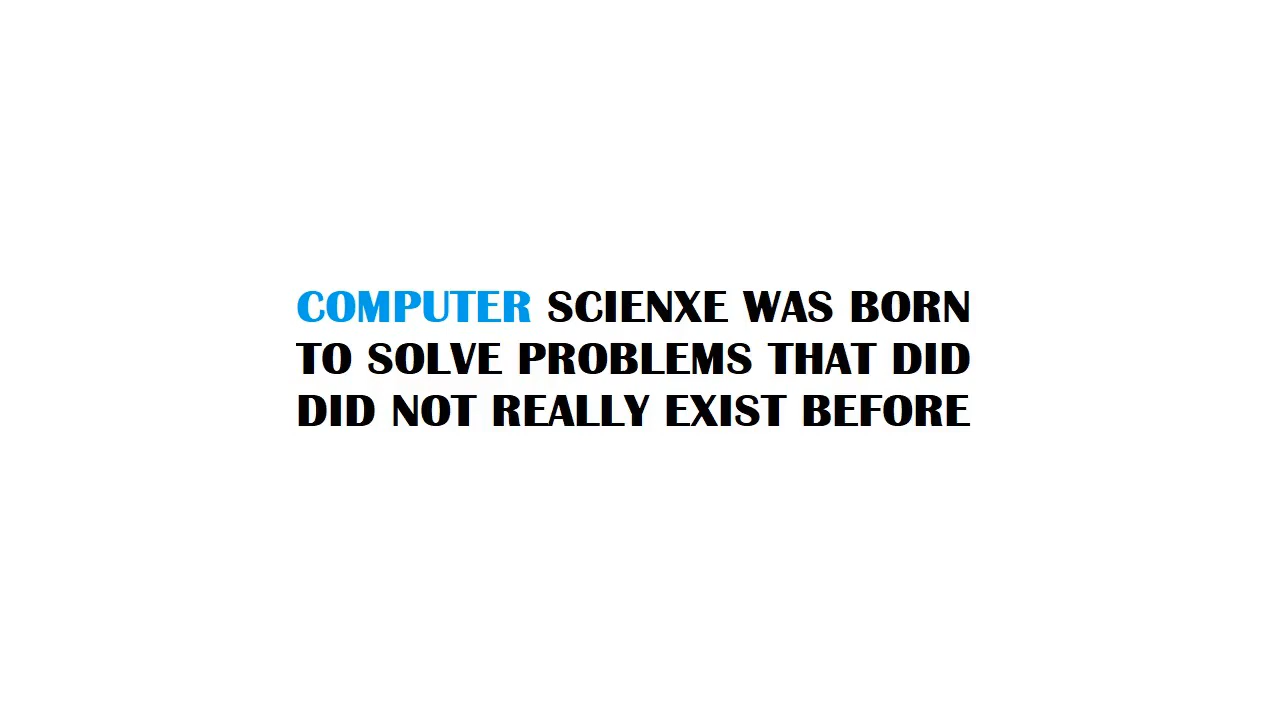 COMPUTER SCIENXE WAS BORN
TO SOLVE PROBLEMS THAT DID
DID NOT REALLY EXIST BEFORE